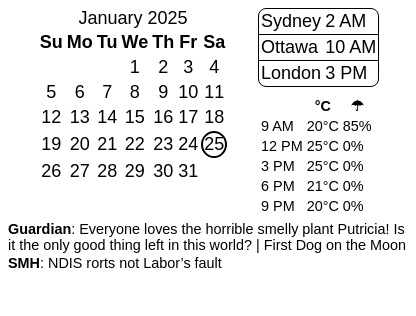 January 2025
Su Mo Tu We Th Fr Sa
1 2 3 4
5 6 7 8 9 10 11
12 13 14 15 16 17 18
19 20 21 22 23 24 25
26 27 28 29 30 31
Sydney 2 AM
Ottawa 10 AM
London 3 PM
°C ☂
9 AM 20°C 85%
12 PM 25°C 0%
3 PM 25°C 0%
6 PM 21°C 0%
9 PM 20°C 0%
Guardian: Everyone loves the horrible smelly plant Putricia! Is
it the only good thing left in this world? | First Dog on the Moon
SMH: NDIS rorts not Labor’s fault